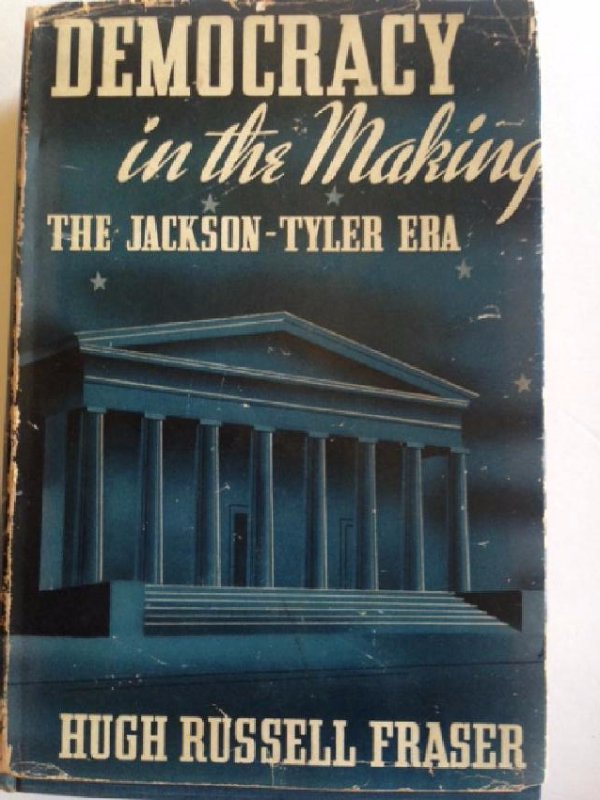 DEMOCRACY
in the Making
THE JACKSON-TYLER ERA
HUGH RUSSELL FRASER